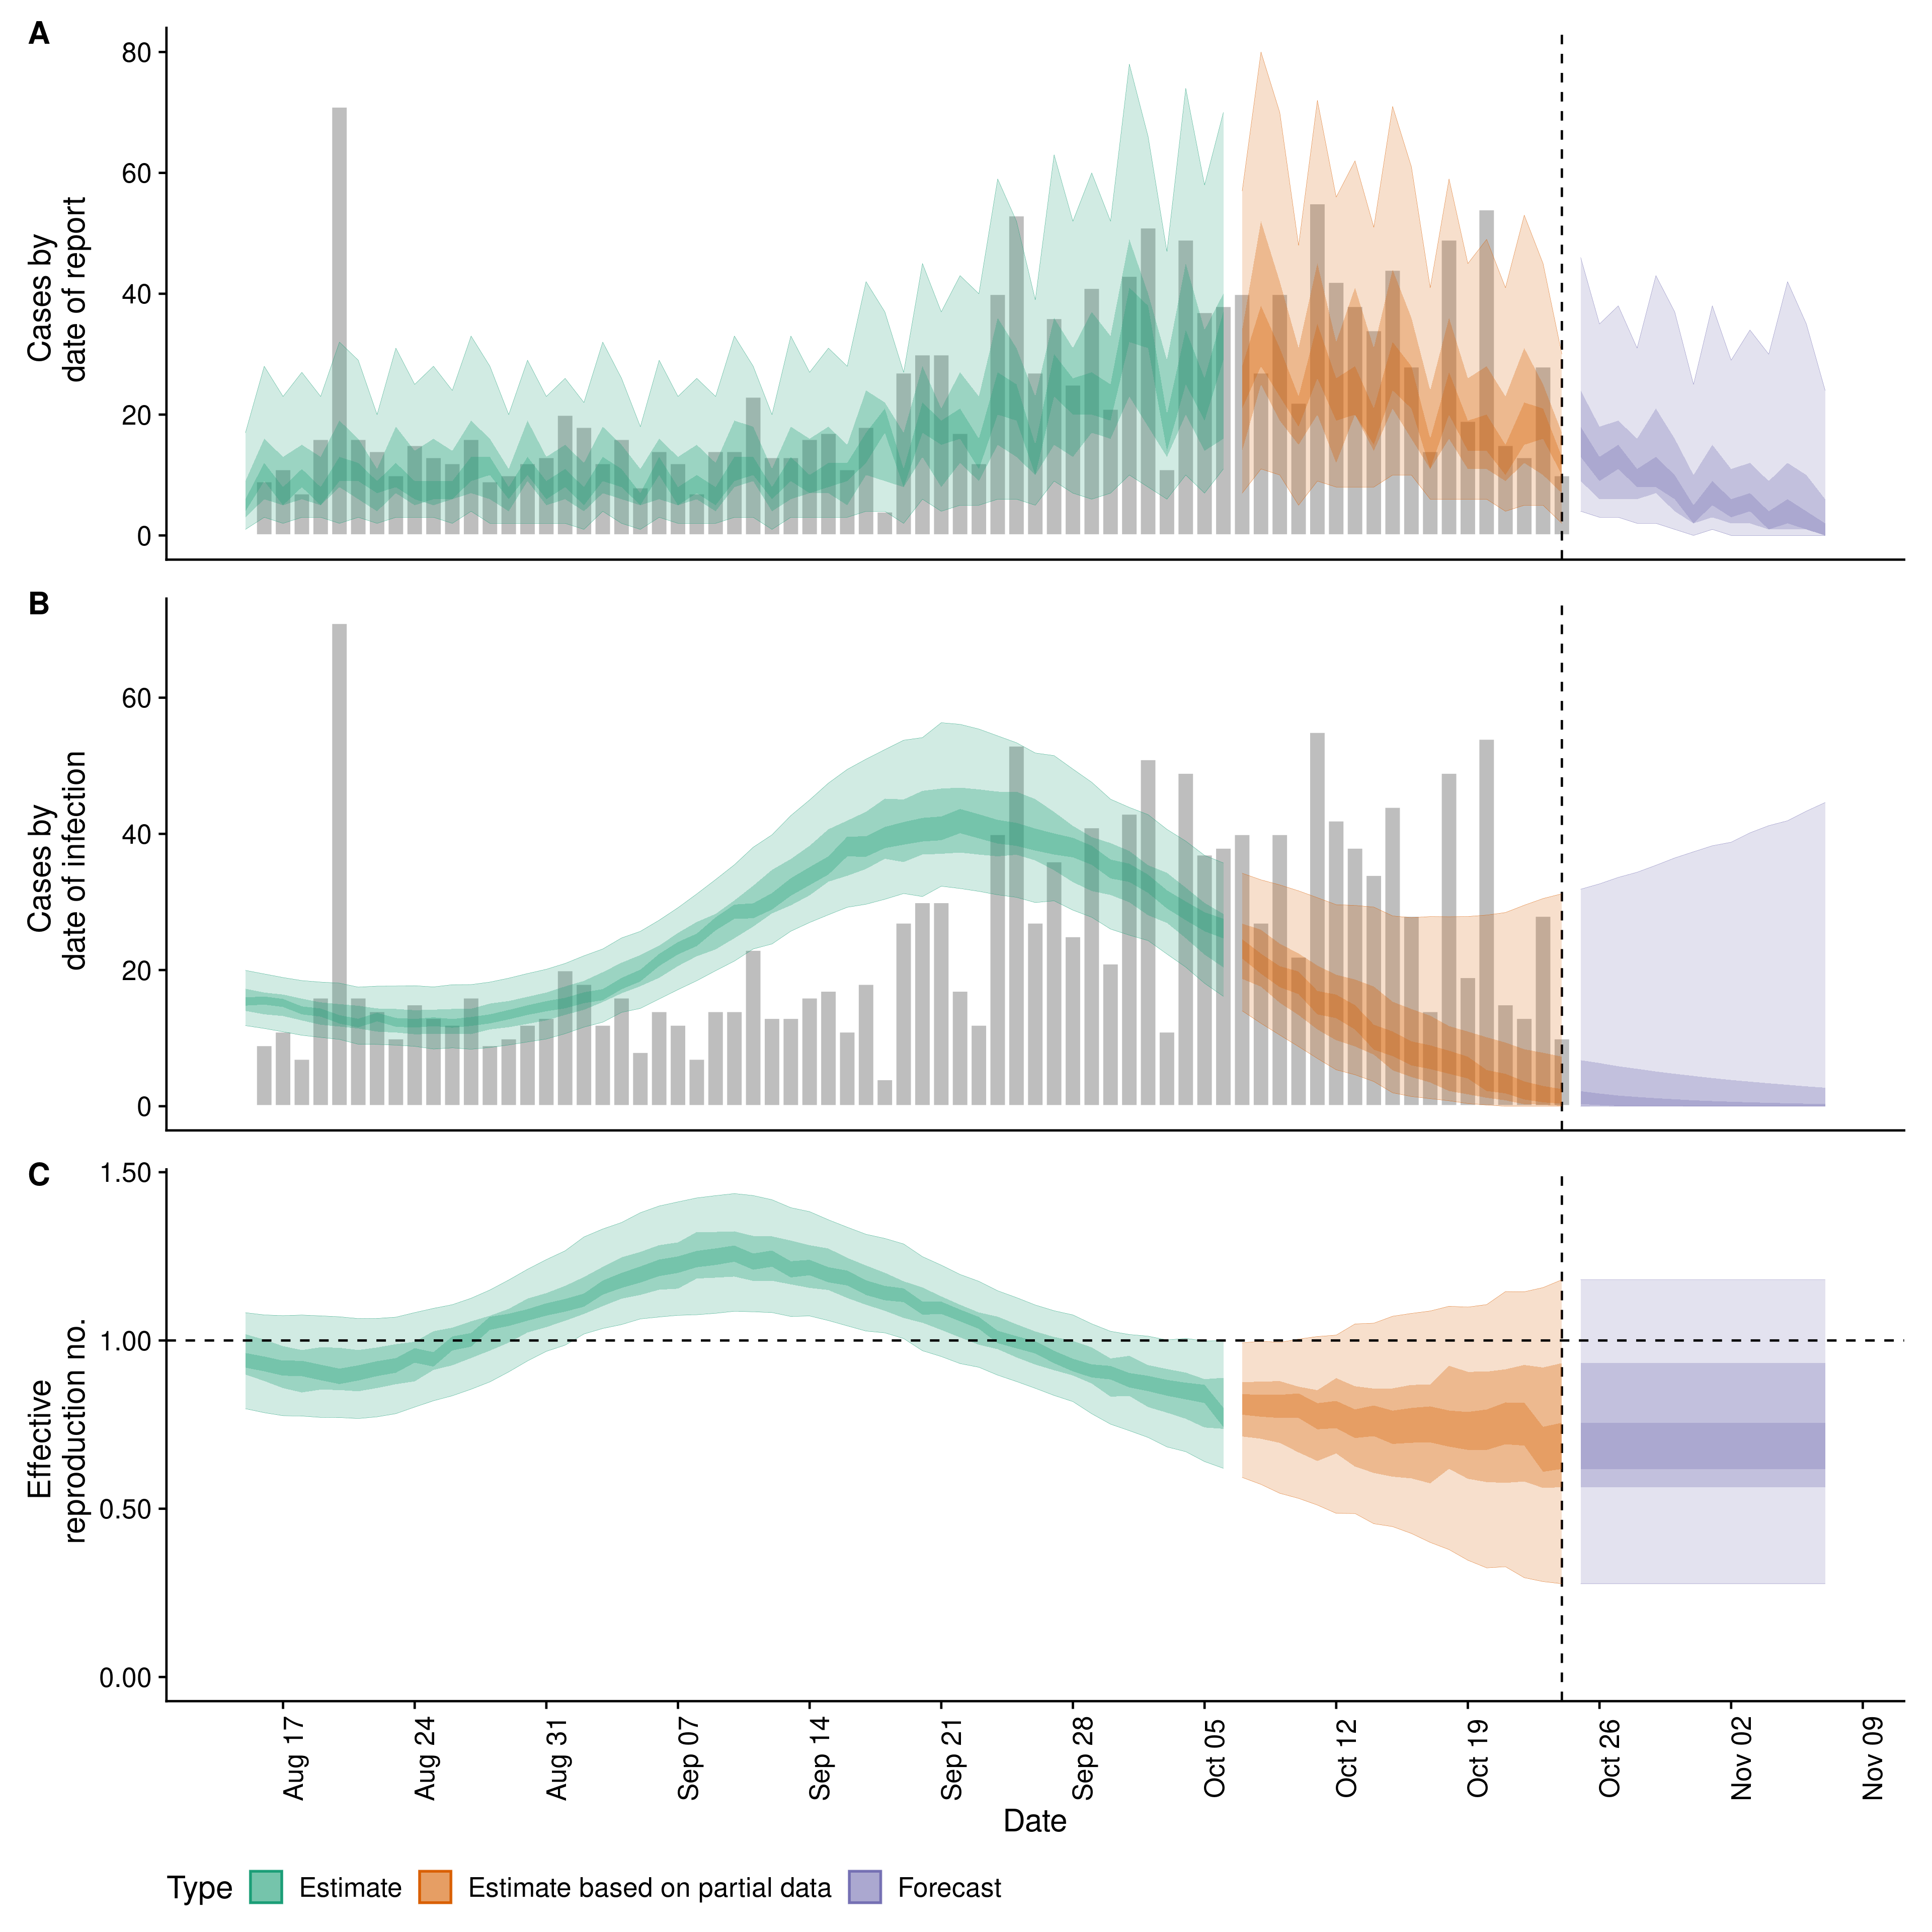 A
80
60
40
20
0
Cases by
date of report
B
60
40
20
0
Cases by
date of infection
C
1.50
1.00
0.50
0.00
Effective
reproduction no.
Aug 17
Aug 24
Aug 31
Sep 07
Sep 14
Sep 21
Sep 28
Oct 05
Oct 12
Oct 19
Oct 26
Nov 02
Nov 09
Date
Type Estimate Estimate based on partial data Forecast